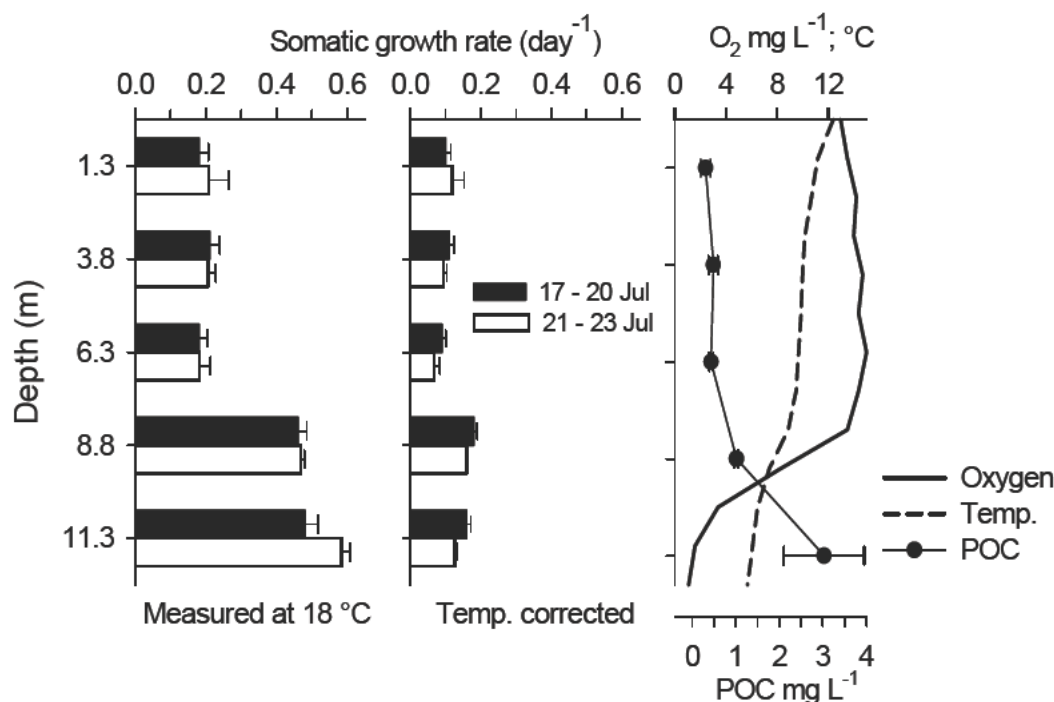 Somatic growth rate (day⁻¹)
O₂ mg L⁻¹; °C
0.0 0.2 0.4 0.6
0.0 0.2 0.4 0.6
0 4 8 12
Depth (m)
1.3
3.8
6.3
8.8
11.3
17 - 20 Jul
21 - 23 Jul
Oxygen
Temp.
POC
Measured at 18 °C
Temp. corrected
0 1 2 3 4
POC mg L⁻¹